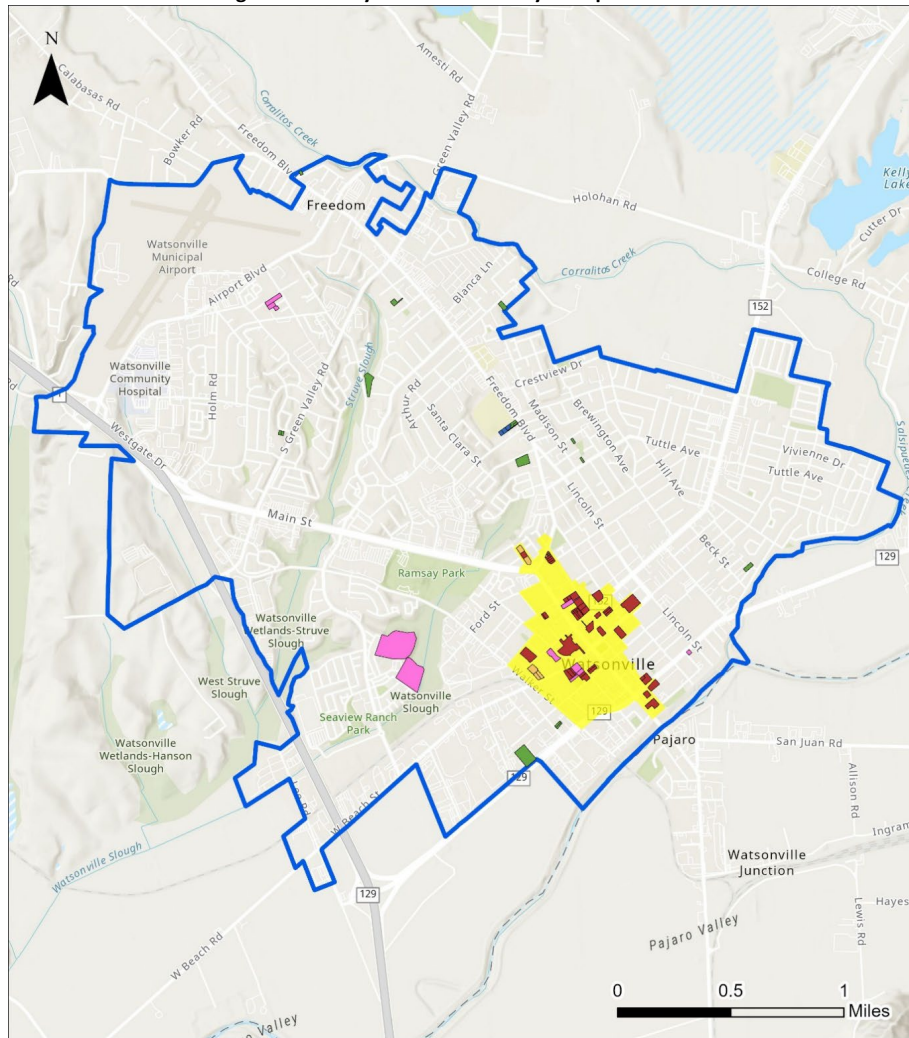 N
Calabasas Rd
Bowker Rd
Freedom Blvd
Corralitos Creek
Amesti Rd
Green Valley Rd
Freedom
Holohan Rd
Kelly
Lake
Cutter Dr
College Rd
Corralitos Creek
152
Watsonville
Municipal
Airport
Airport Blvd
Blanca Ln
Watsonville
Community
Hospital
Holm Rd
S Green Valley Rd
Struve Slough
Arthur Rd
Santa Clara St
Crestview Dr
Freedom Blvd
Madison St
Brewington Ave
Tuttle Ave
Hill Ave
Vivienne Dr
Tuttle Ave
1
Westgate Dr
Main St
Lincoln St
Beck St
129
Ramsay Park
Ford St
Watsonville
Wetlands-Struve
Slough
West Struve
Slough
Watsonville
Slough
Seaview Ranch
Park
Watsonville
Walker St
Lincoln St
129
Watsonville
Wetlands-Hanson
Slough
Pajaro
San Juan Rd
129
Lee Rd
W Beach St
Allison Rd
Ingram
Watsonville Slough
Watsonville
Junction
129
Hayes
Lewis Rd
W Beach Rd
Pajaro Valley
Valley
0 0.5 1
Miles